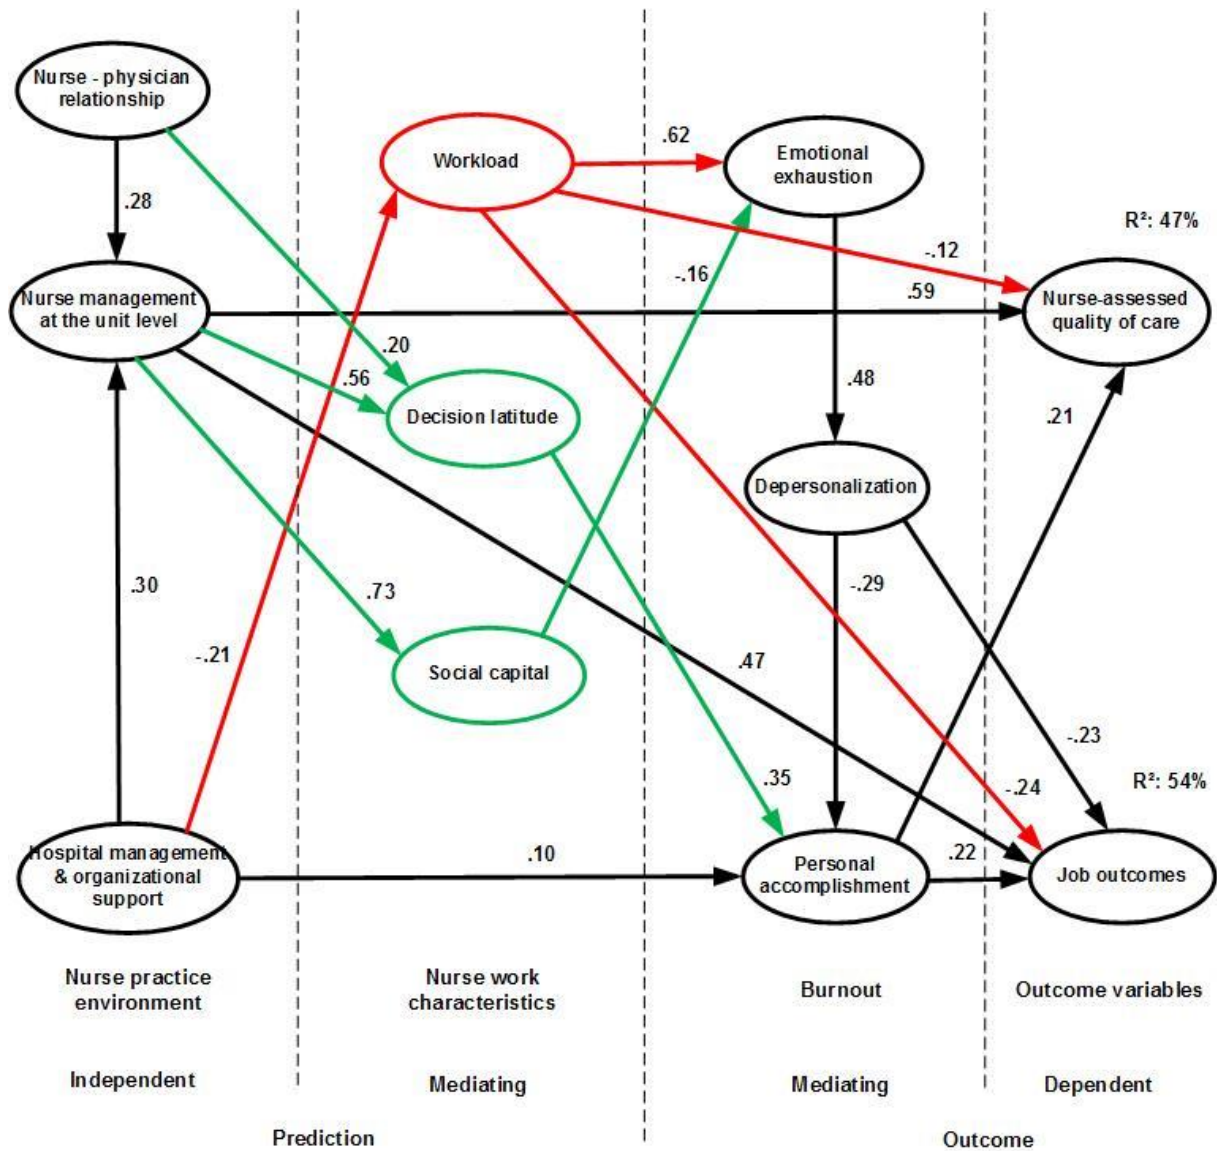 Nurse - physician
relationship
.28
Nurse management
at the unit level
.30
Hospital management
& organizational
support
-.21
.20
.56
.73
Workload
Decision latitude
Social capital
.62
-.12
-.16
.59
.47
.35
.10
Emotional
exhaustion
.48
Depersonalization
-.29
Personal
accomplishment
.21
-.23
-.24
.22
R²: 47%
Nurse-assessed
quality of care
R²: 54%
Job outcomes
Nurse practice
environment
Nurse work
characteristics
Burnout
Outcome variables
Independent
Mediating
Mediating
Dependent
Prediction
Outcome